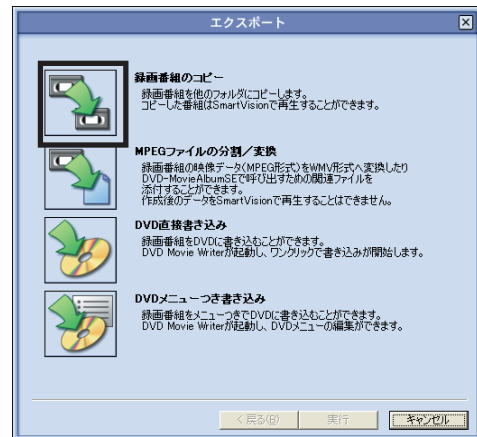 エクスポート
録画番組のコピー
録画番組を他のフォルダにコピーします。
コピーした番組はSmartVisionで再生することができます。
MPEGファイルの分割／変換
録画番組の映像データ(MPEG形式)をWMV形式へ変換したり
DVD-MovieAlbumSEで呼び出すための関連ファイルを
添付することができます。
作成後のデータをSmartVisionで再生することはできません。
DVD直接書き込み
録画番組をDVDに書き込むことができます。
DVD Movie Writerが起動し、ワンクリックで書き込みが開始します。
DVDメニューつき書き込み
録画番組をメニューつきでDVDに書き込むことができます。
DVD Movie Writerが起動し、DVDメニューの編集ができます。
< 戻る(B)
実行
キャンセル